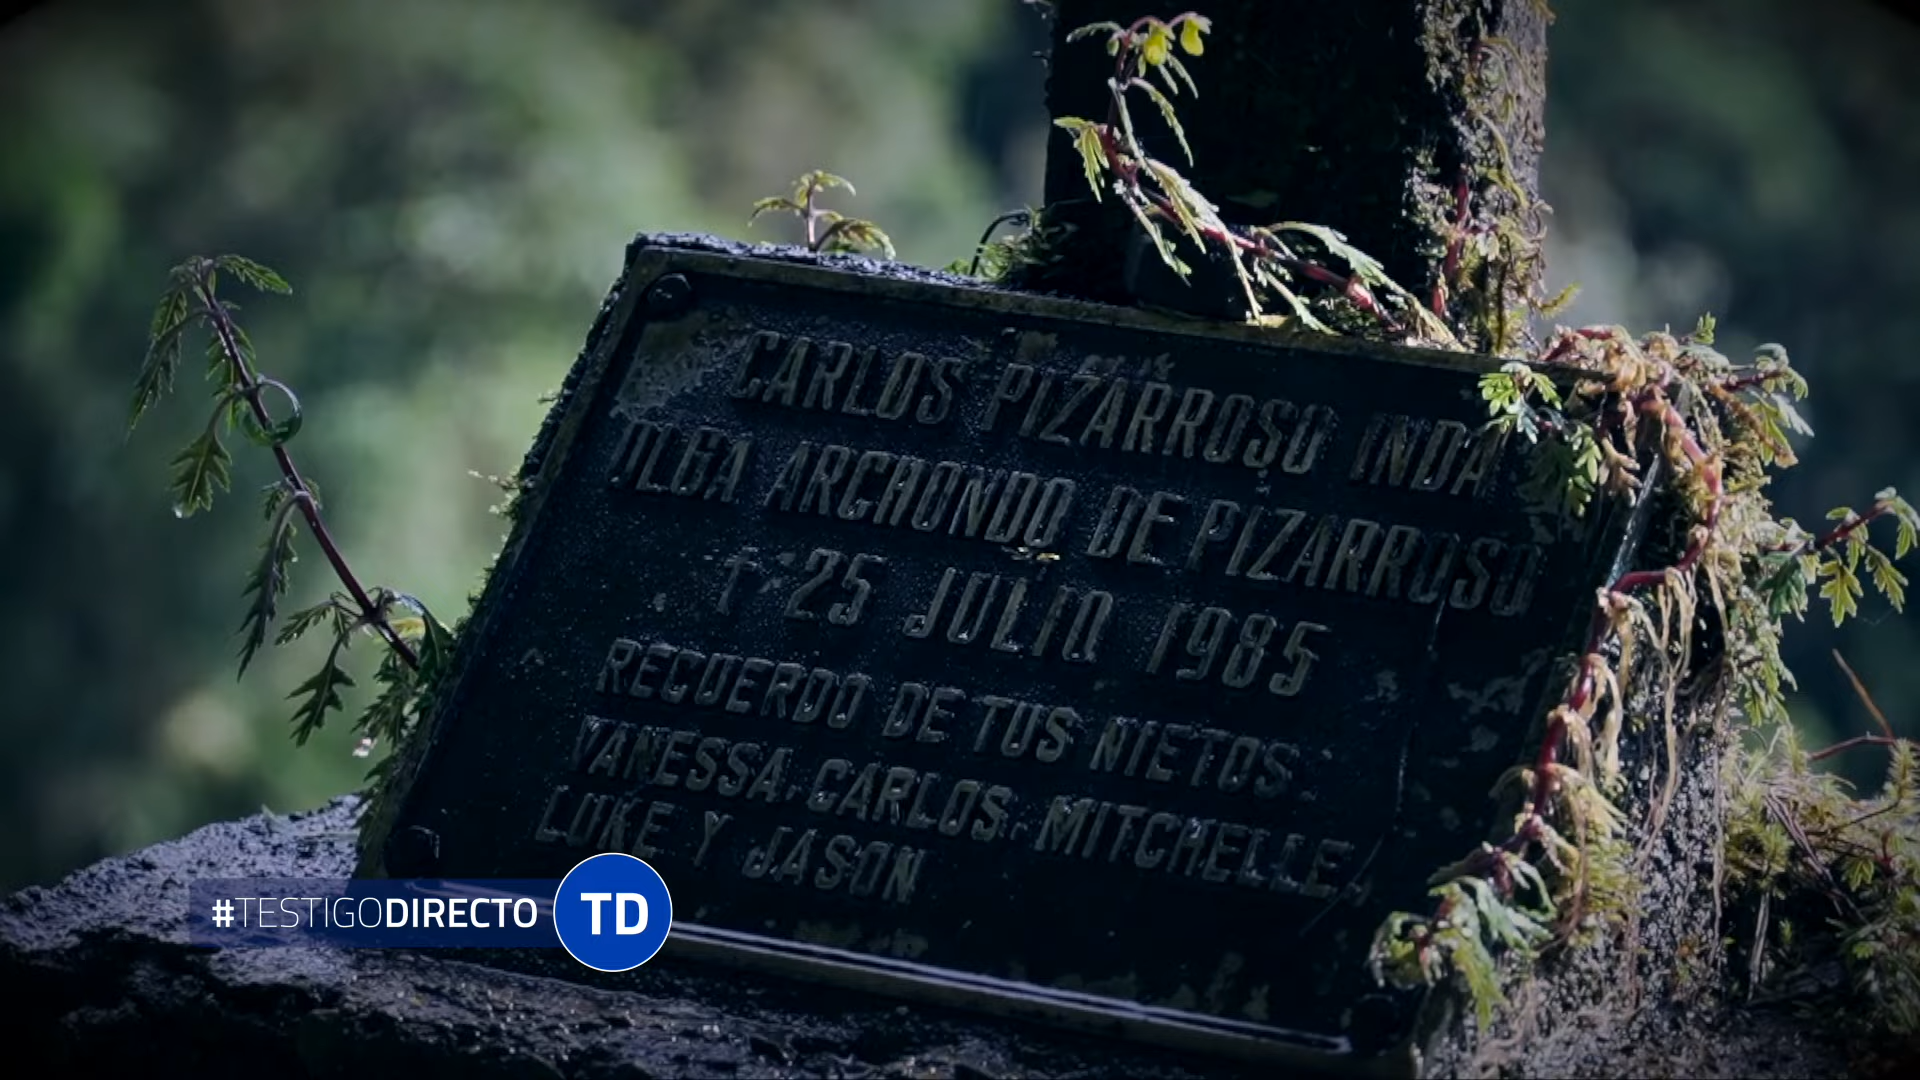 CARLOS PIZARROSO INDA
OLGA ARCHONDO DE PIZARROSO
† 25 JULIO 1985
RECUERDO DE TUS NIETOS:
VANESSA, CARLOS, MITCHELLE,
LUKE Y JASON
#TESTIGODIRECTO TD